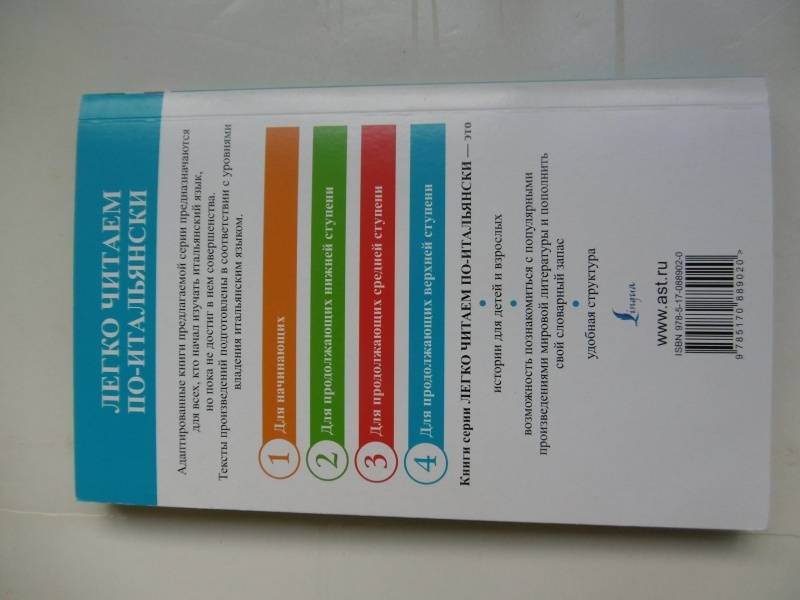 ЛЕГКО ЧИТАЕМ
ПО-ИТАЛЬЯНСКИ
Адаптированные книги предлагаемой серии предназначаются
для всех, кто начал изучать итальянский язык,
но пока не достиг в нем совершенства.
Тексты произведений подготовлены в соответствии с уровнями
владения итальянским языком.
1 Для начинающих
2 Для продолжающих нижней ступени
3 Для продолжающих средней ступени
4 Для продолжающих верхней ступени
Книги серии ЛЕГКО ЧИТАЕМ ПО-ИТАЛЬЯНСКИ — это
истории для детей и взрослых
•
возможность познакомиться с популярными
произведениями мировой литературы и пополнить
свой словарный запас
•
удобная структура
Lingua
www.ast.ru
ISBN 978-5-17-088902-0
9 785170 889020 >